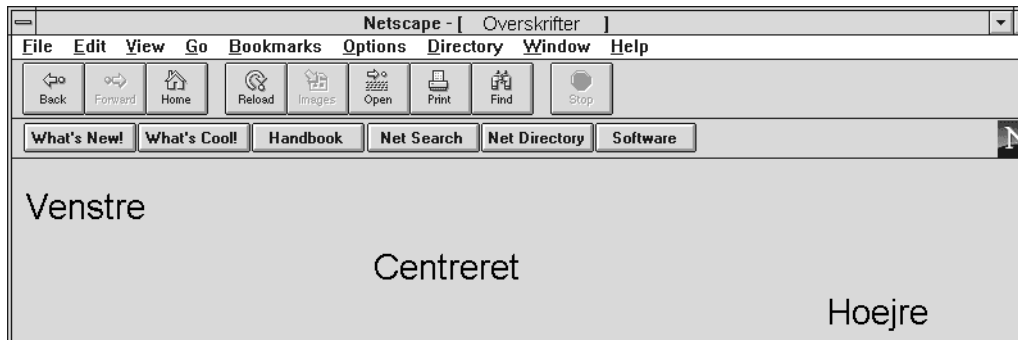 Netscape - [ Overskrifter ]
File Edit View Go Bookmarks Options Directory Window Help
Back Forward Home Reload Images Open Print Find Stop
What's New! What's Cool! Handbook Net Search Net Directory Software N
Venstre
Centreret
Hoejre